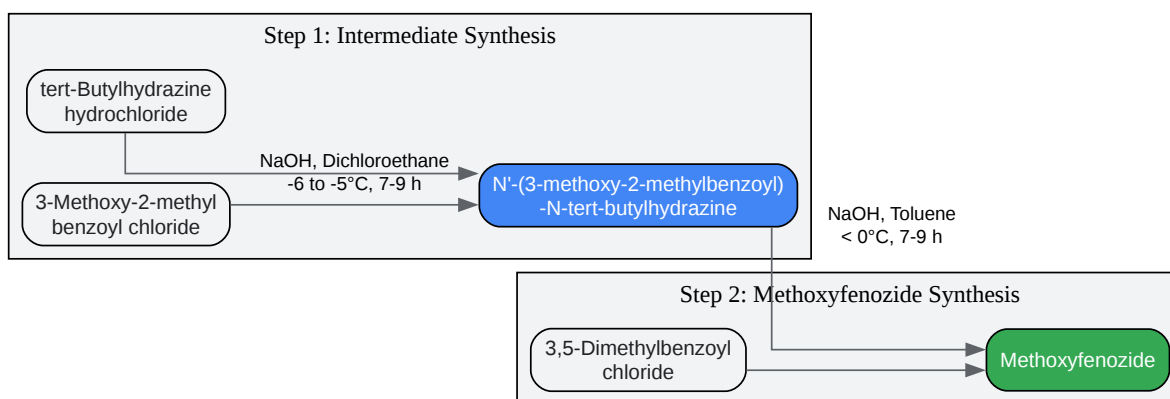 Step 1: Intermediate Synthesis
tert-Butylhydrazine
hydrochloride
NaOH, Dichloroethane
-6 to -5°C, 7-9 h
3-Methoxy-2-methyl
benzoyl chloride
N'-(3-methoxy-2-methylbenzoyl)
-N-tert-butylhydrazine
NaOH, Toluene
< 0°C, 7-9 h
Step 2: Methoxyfenozide Synthesis
3,5-Dimethylbenzoyl
chloride
Methoxyfenozide